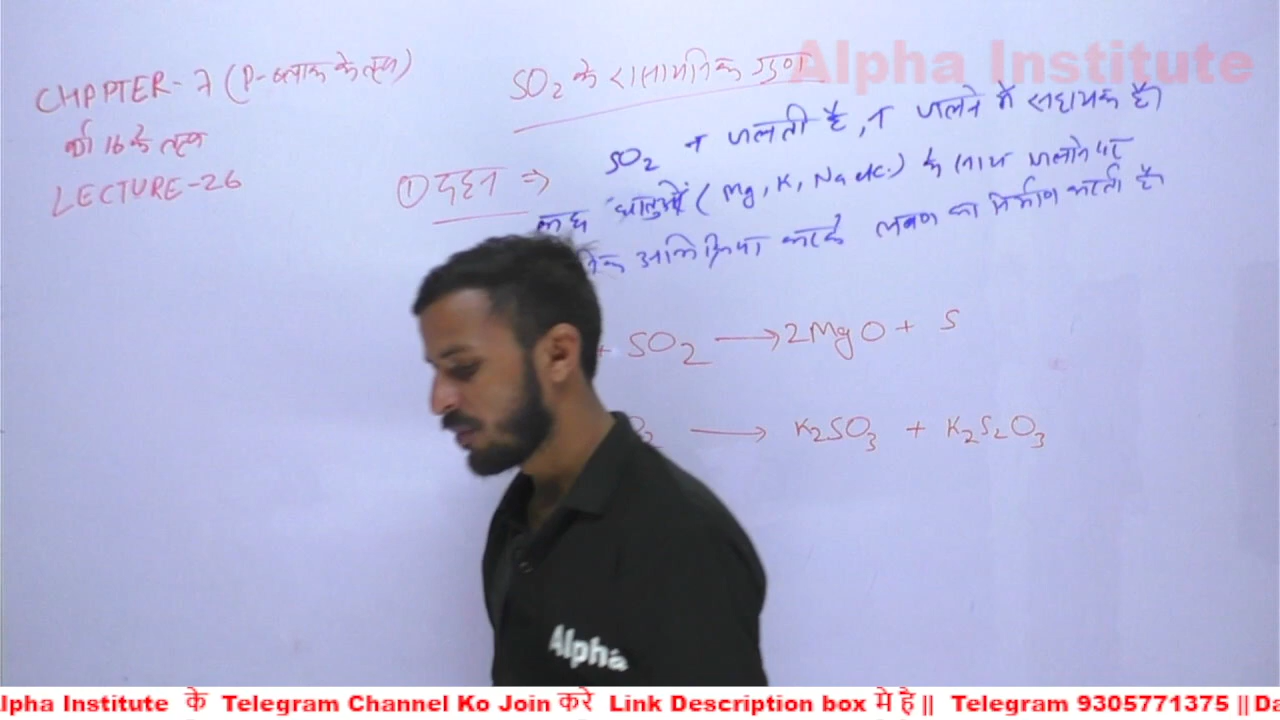 CHAPTER-7 (P-ब्लाक के तत्व)
वर्ग 16 के तत्व
LECTURE-26
SO2 के रासायनिक गुण
Alpha Institute
① दहन ⇒ SO2 न जलती है, न जलने में सहायक है।
कुछ धातुओं (Mg, K, Na etc.) के साथ जलाने पर
अभिक्रिया करके लवण का निर्माण करती है।
+ SO2 ⟶ 2MgO + S
⟶ K2SO3 + K2S2O3
Alpha
lpha Institute के Telegram Channel Ko Join करे Link Description box मे है || Telegram 9305771375 || Da